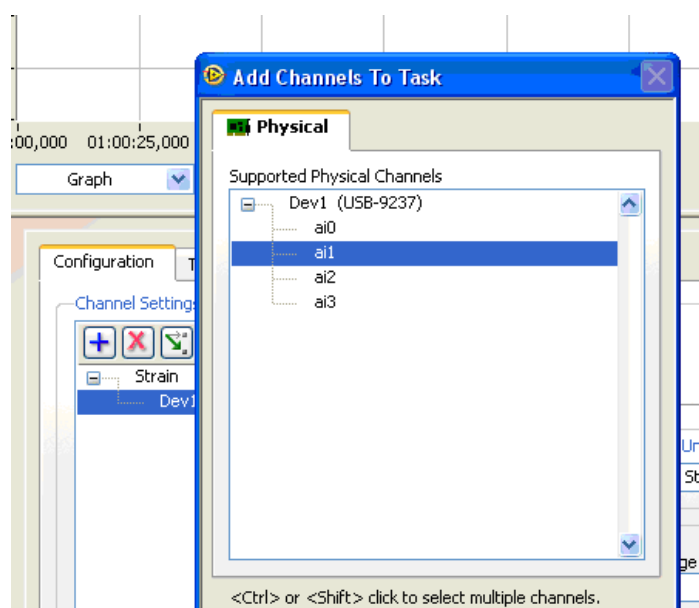 Add Channels To Task
Physical
:00,000 01:00:25,000
Graph
Supported Physical Channels
Dev1 (USB-9237)
ai0
ai1
ai2
ai3
Configuration
Channel Settings
Strain
Dev1
<Ctrl> or <Shift> click to select multiple channels.